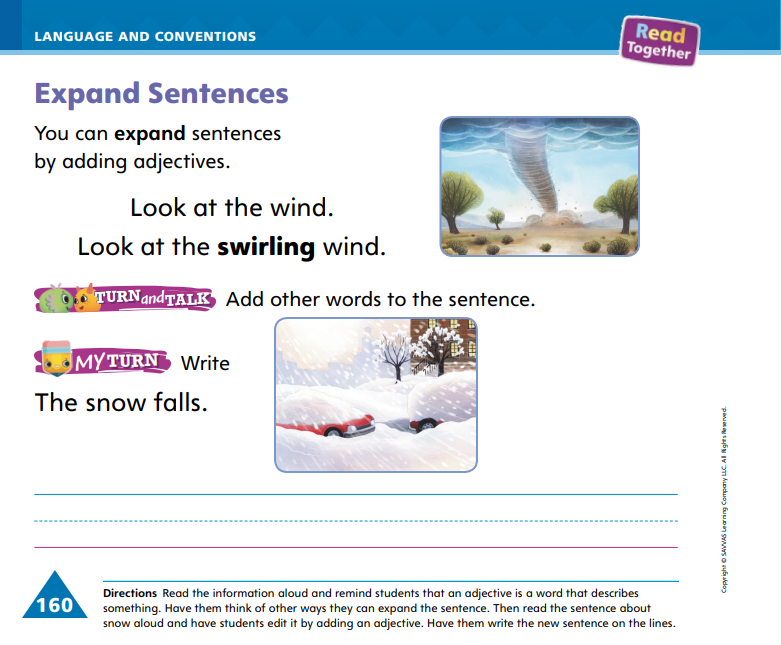 LANGUAGE AND CONVENTIONS
Read
Together
Expand Sentences
You can expand sentences
by adding adjectives.
Look at the wind.
Look at the swirling wind.
TURN and TALK Add other words to the sentence.
MY TURN Write
The snow falls.
Copyright © SAVVAS Learning Company LLC. All Rights Reserved.
160
Directions Read the information aloud and remind students that an adjective is a word that describes
something. Have them think of other ways they can expand the sentence. Then read the sentence about
snow aloud and have students edit it by adding an adjective. Have them write the new sentence on the lines.